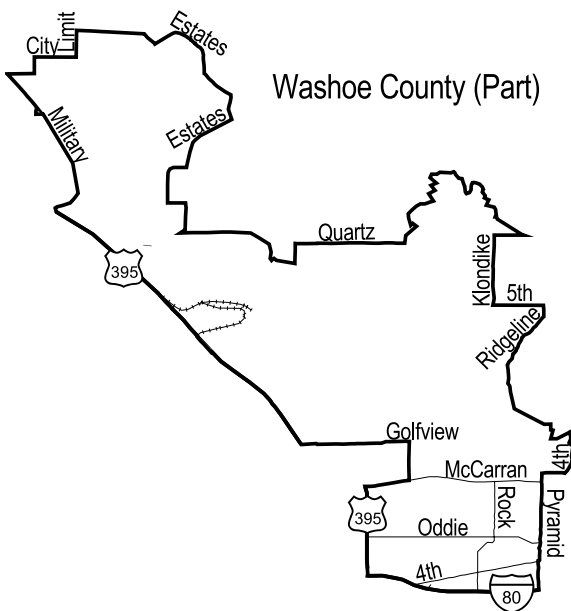 Estates
City Limit
Washoe County (Part)
Military
Estates
Quartz
395
Klondike
5th
Ridgeline
Golfview
4th
McCarran
Rock
Pyramid
395
Oddie
4th
80